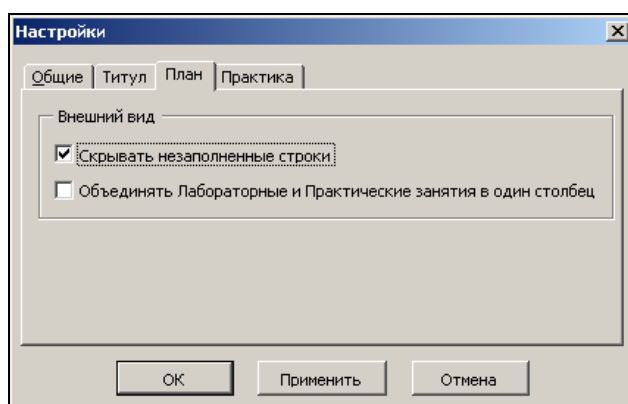 Настройки
Общие Титул План Практика
Внешний вид
Скрывать незаполненные строки
Объединять Лабораторные и Практические занятия в один столбец
ОК Применить Отмена